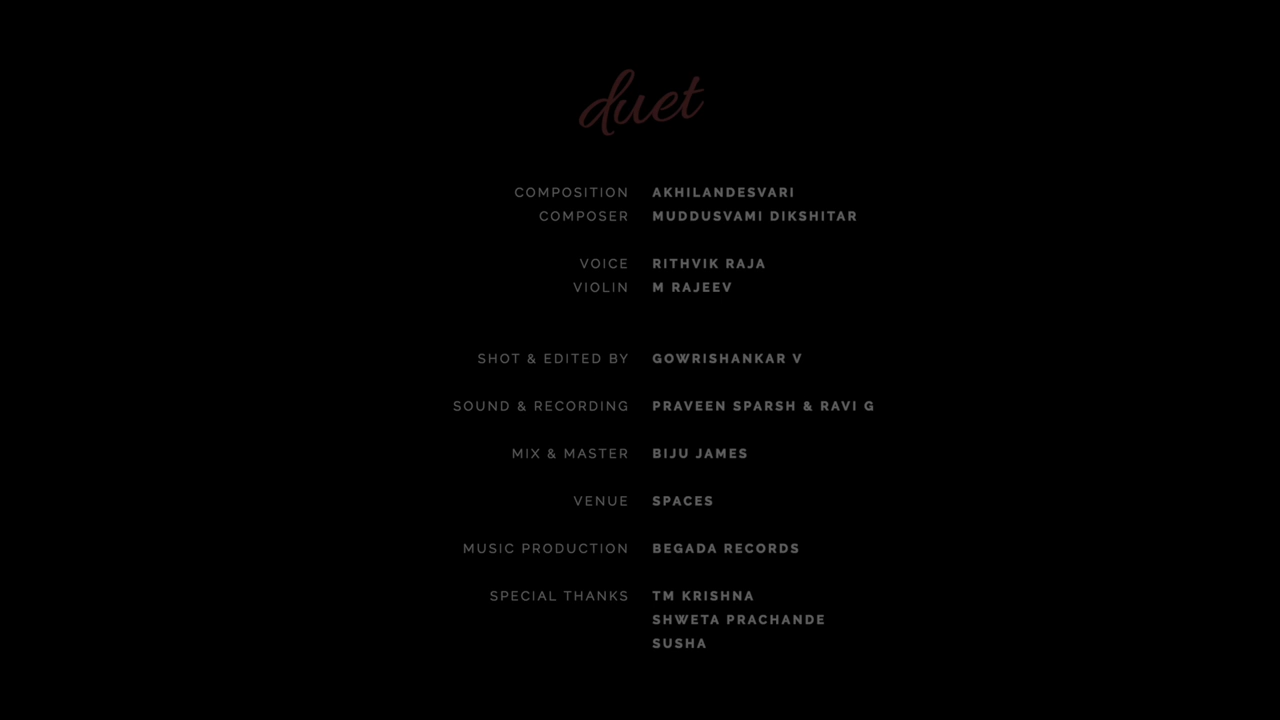 duet
COMPOSITION AKHILANDESVARI
COMPOSER MUDDUSVAMI DIKSHITAR
VOICE RITHVIK RAJA
VIOLIN M RAJEEV
SHOT & EDITED BY GOWRISHANKAR V
SOUND & RECORDING PRAVEEN SPARSH & RAVI G
MIX & MASTER BIJU JAMES
VENUE SPACES
MUSIC PRODUCTION BEGADA RECORDS
SPECIAL THANKS TM KRISHNA
SHWETA PRACHANDE
SUSHA